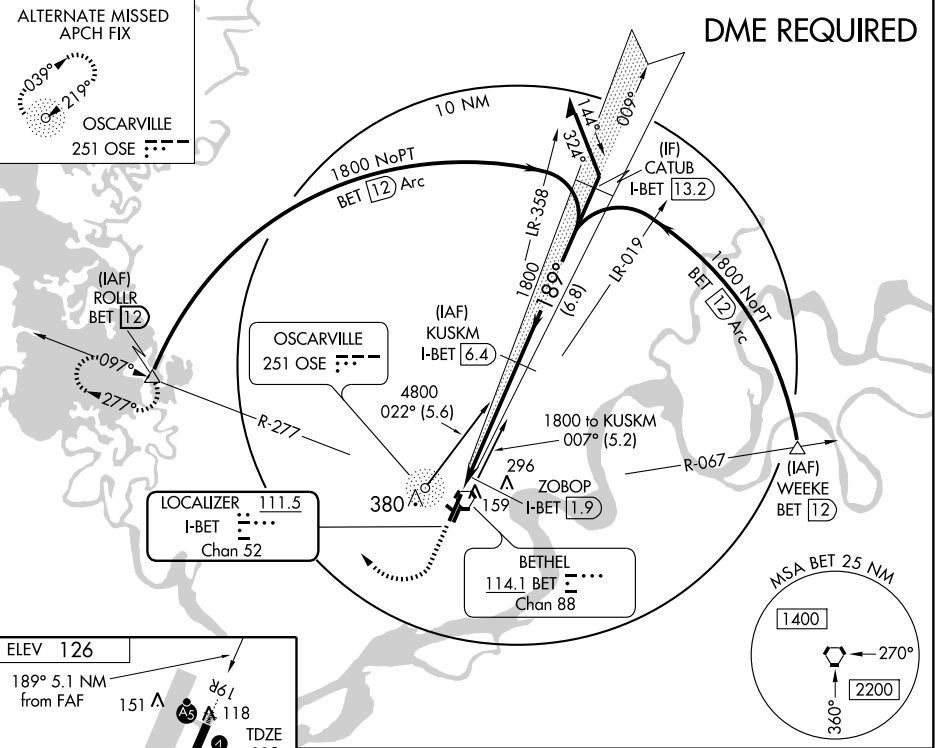 ALTERNATE MISSED
APCH FIX
039°
219°
OSCARVILLE
251 OSE
DME REQUIRED
10 NM
144°
324°
009°
(IF)
CATUB
I-BET 13.2
1800 NoPT
BET 12 Arc
1800
LR-358
189°
(6.8)
LR-019
1800 NoPT
BET 12 Arc
(IAF)
ROLLR
BET 12
097°
277°
R-277
OSCARVILLE
251 OSE
(IAF)
KUSKM
I-BET 6.4
4800
022° (5.6)
1800 to KUSKM
007° (5.2)
R-067
(IAF)
WEEKE
BET 12
380
296
159
ZOBOP
I-BET 1.9
LOCALIZER 111.5
I-BET
Chan 52
BETHEL
114.1 BET
Chan 88
MSA BET 25 NM
1400
270°
2200
360°
ELEV 126
189° 5.1 NM
from FAF
19R
151
A5
118
TDZE